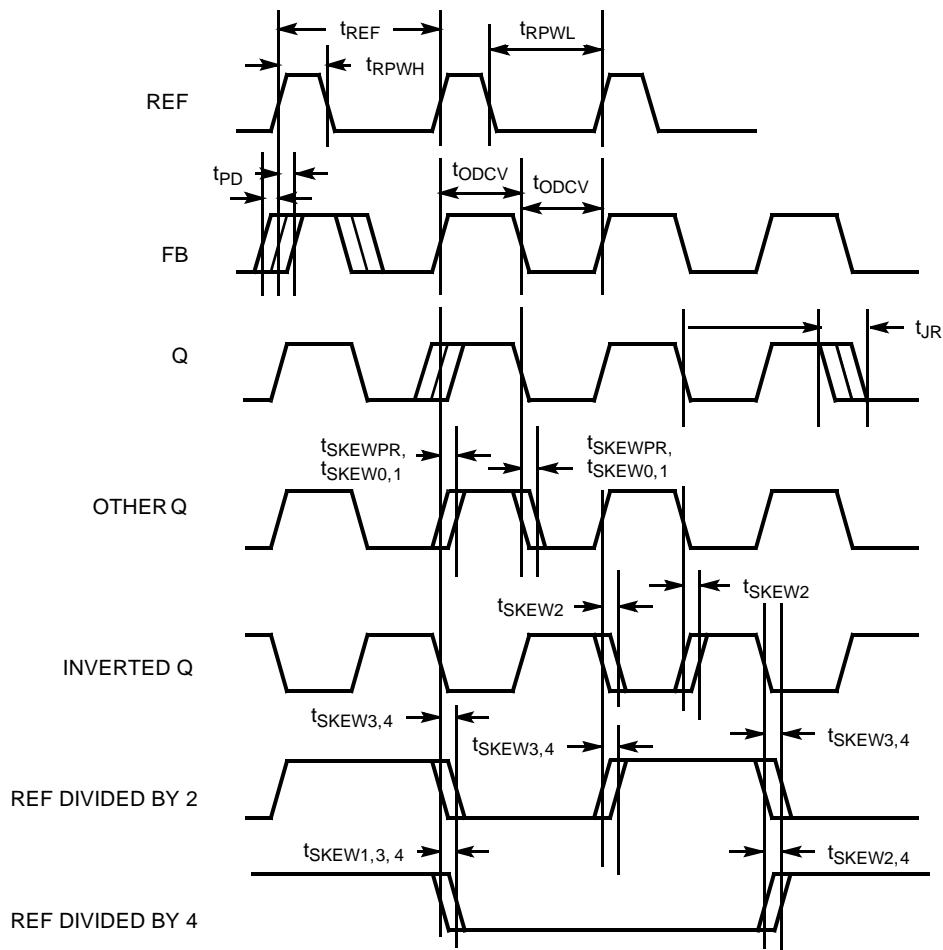 tREF
tRPWL
tRPWH
REF
tPD
tODCV
tODCV
FB
tJR
Q
tSKEWPR,
tSKEW0,1
tSKEWPR,
tSKEW0,1
OTHER Q
tSKEW2
tSKEW2
INVERTED Q
tSKEW3,4
tSKEW3,4
tSKEW3,4
REF DIVIDED BY 2
tSKEW1,3, 4
tSKEW2,4
REF DIVIDED BY 4